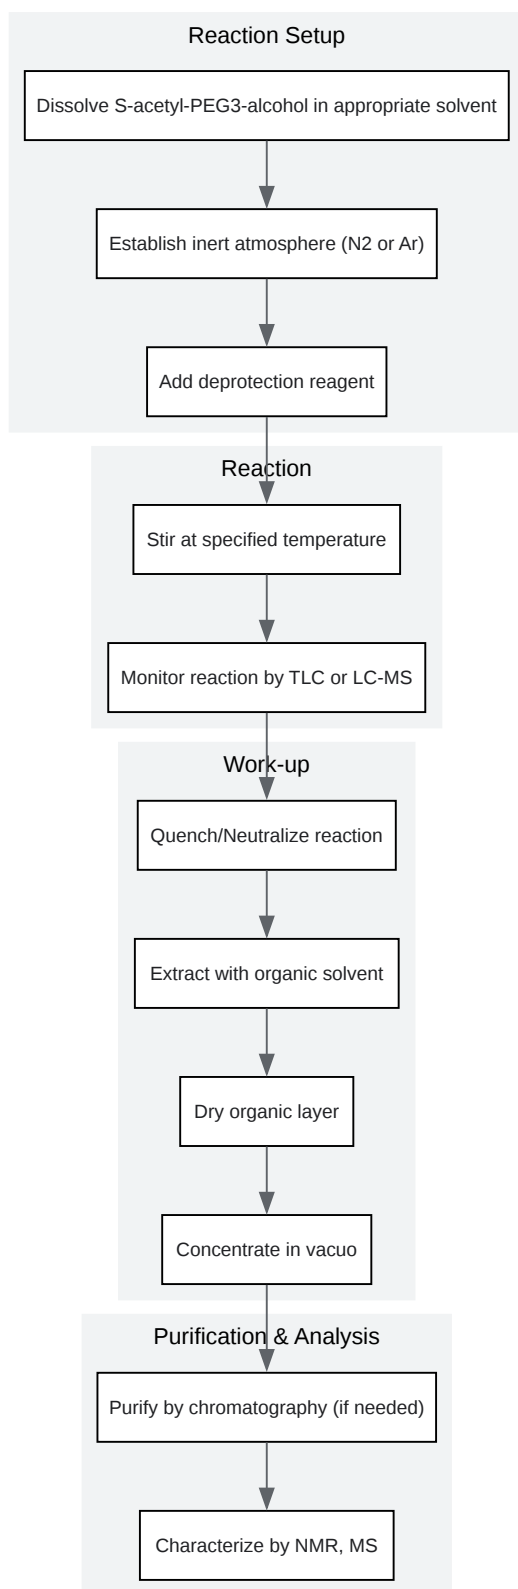 Reaction Setup
Dissolve S-acetyl-PEG3-alcohol in appropriate solvent
Establish inert atmosphere (N2 or Ar)
Add deprotection reagent
Reaction
Stir at specified temperature
Monitor reaction by TLC or LC-MS
Work-up
Quench/Neutralize reaction
Extract with organic solvent
Dry organic layer
Concentrate in vacuo
Purification & Analysis
Purify by chromatography (if needed)
Characterize by NMR, MS